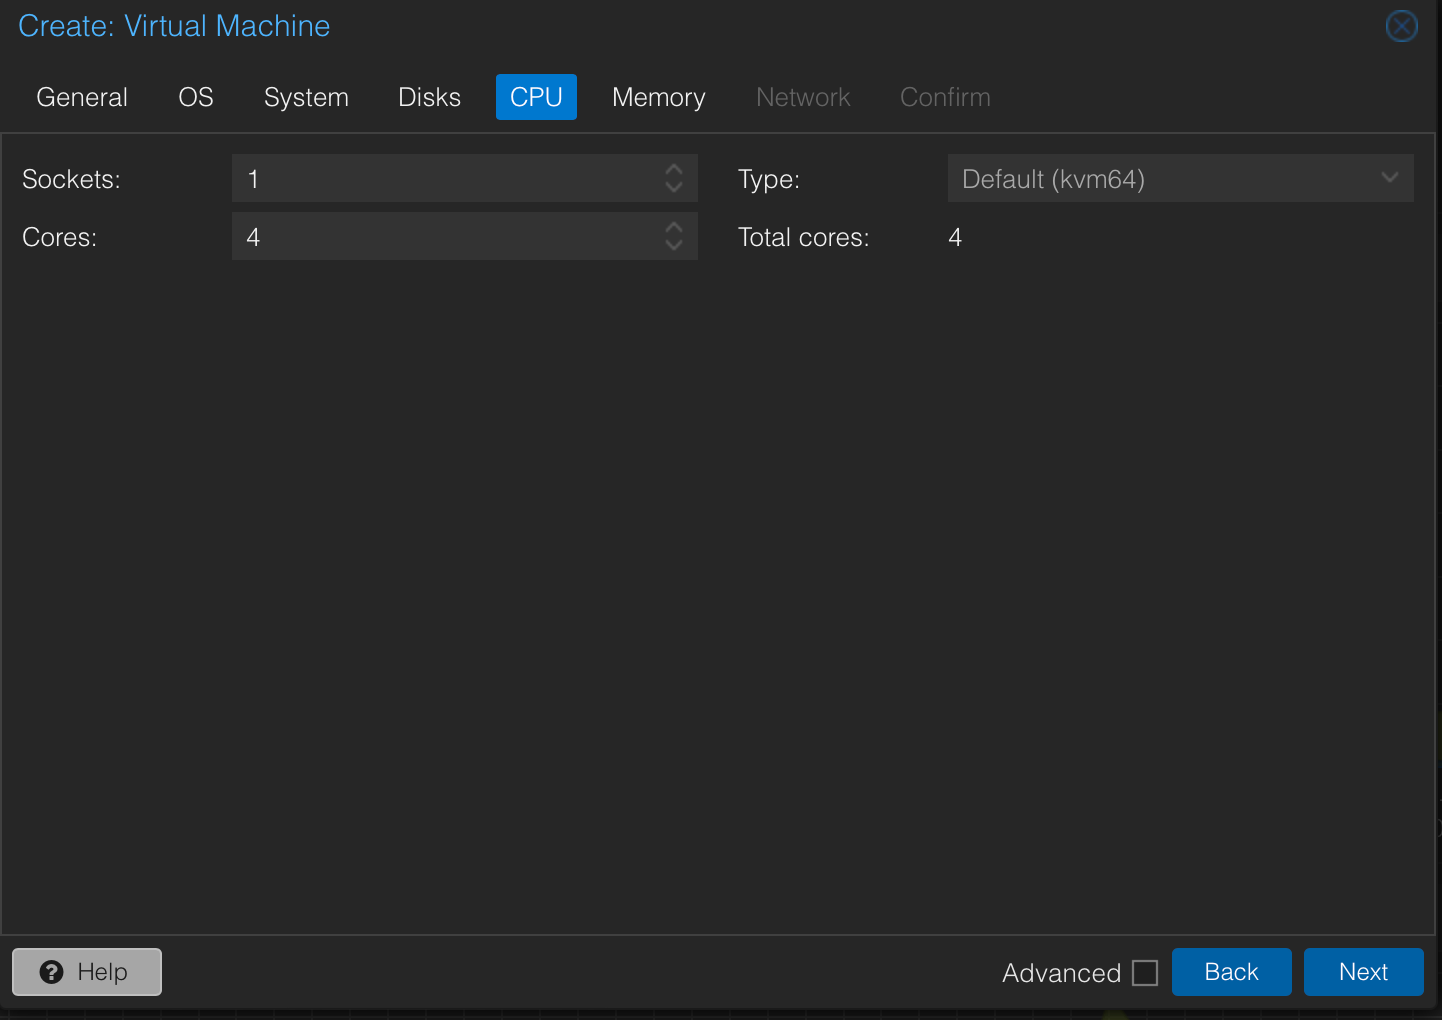 Create: Virtual Machine
General OS System Disks CPU Memory Network Confirm
Sockets: 1 Type: Default (kvm64)
Cores: 4 Total cores: 4
Help Advanced Back Next